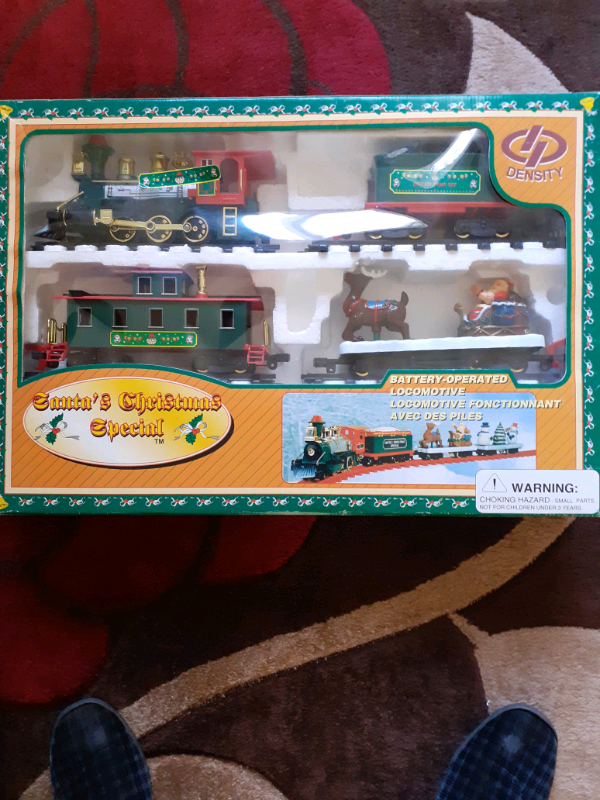 DENSITY
Santa's Christmas
Special TM
BATTERY-OPERATED
LOCOMOTIVE
LOCOMOTIVE FONCTIONNANT
AVEC DES PILES
WARNING:
CHOKING HAZARD - SMALL PARTS
NOT FOR CHILDREN UNDER 3 YEARS